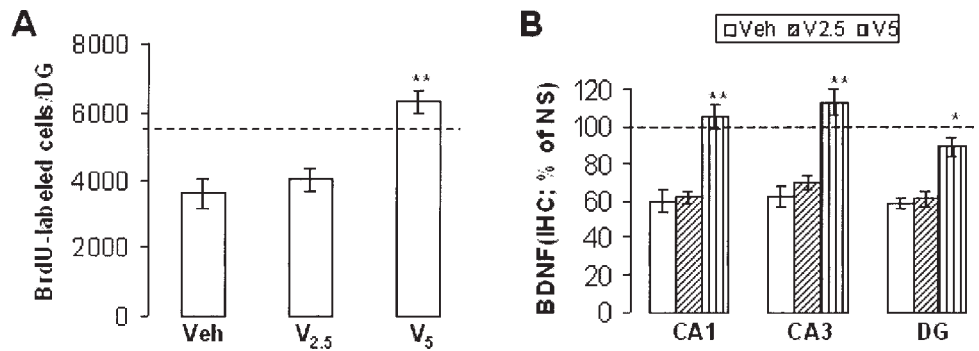 A
BrdU-labeled cells/DG
8000
6000
4000
2000
0
**
Veh
V2.5
V5
B
Veh V2.5 V5
BDNF(IHC; % of NS)
120
100
80
60
40
20
0
**
**
*
CA1
CA3
DG